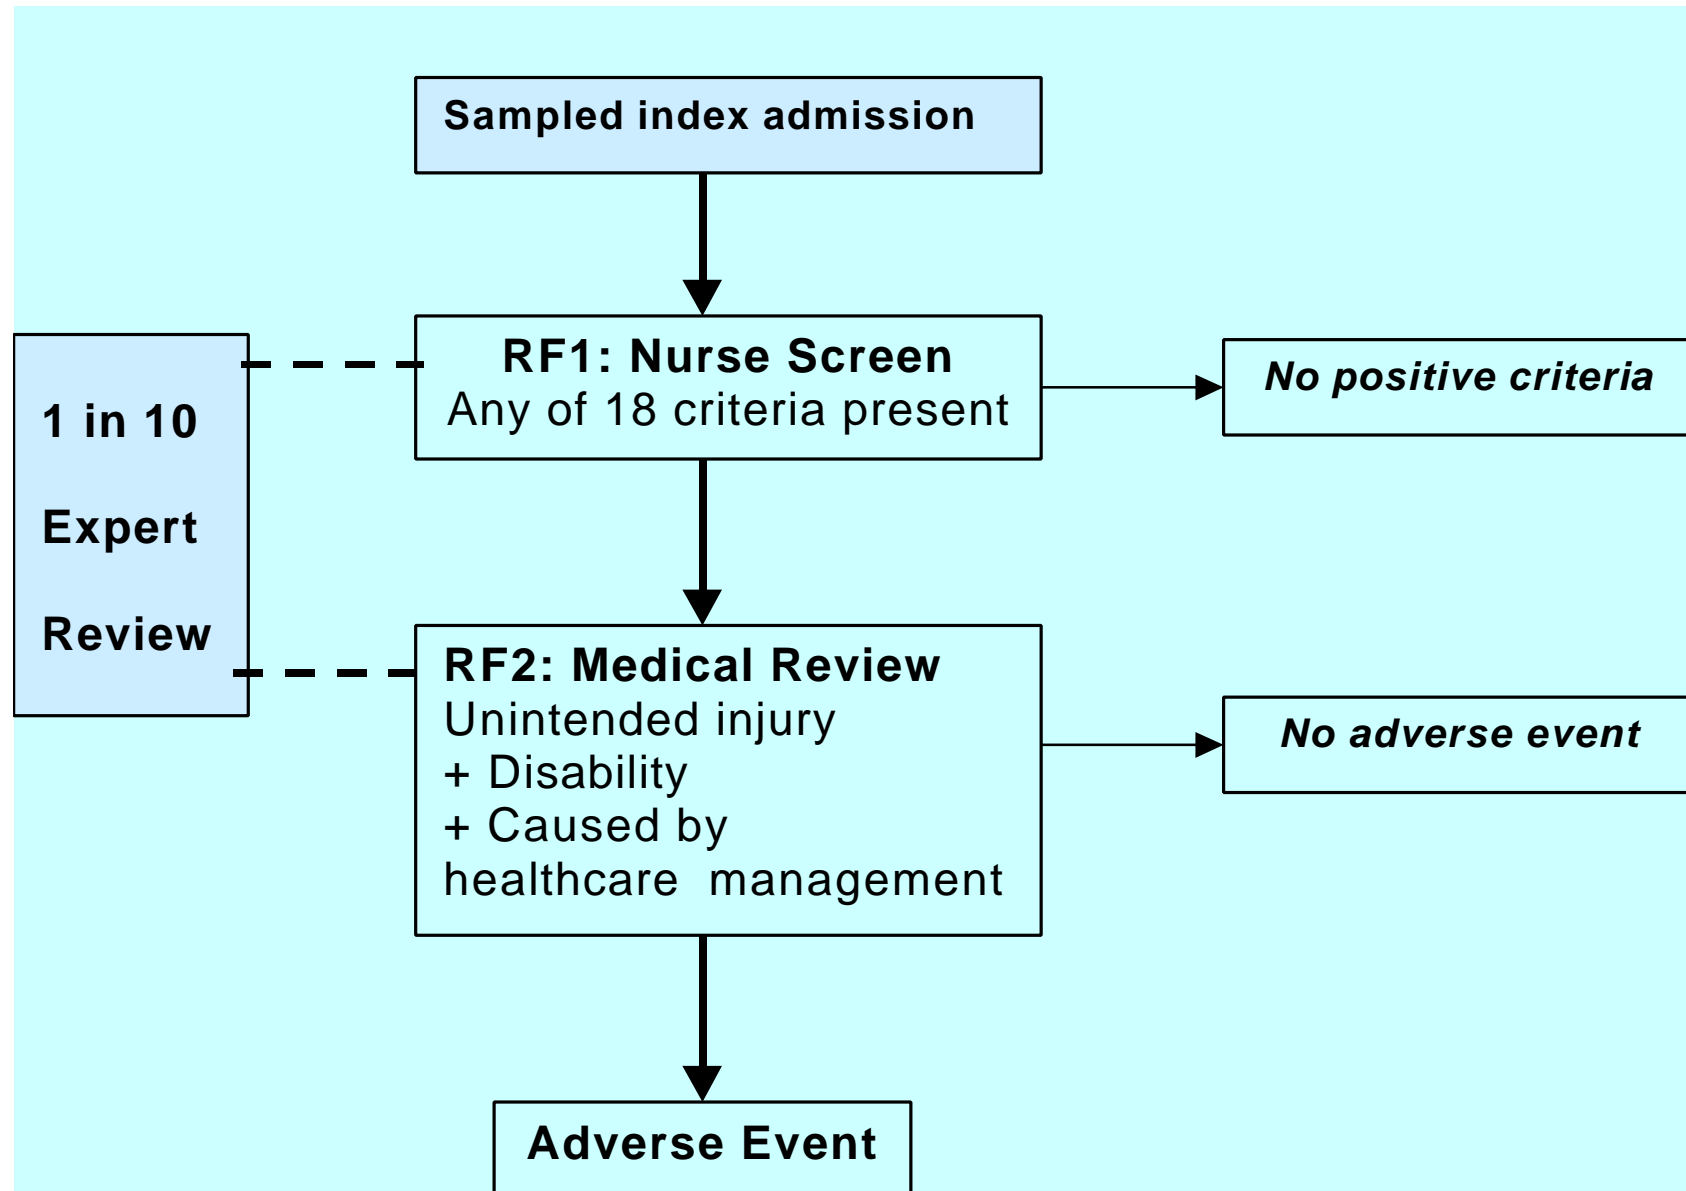 Sampled index admission
RF1: Nurse Screen
Any of 18 criteria present
No positive criteria
1 in 10
Expert
Review
RF2: Medical Review
Unintended injury
+ Disability
+ Caused by
healthcare management
No adverse event
Adverse Event